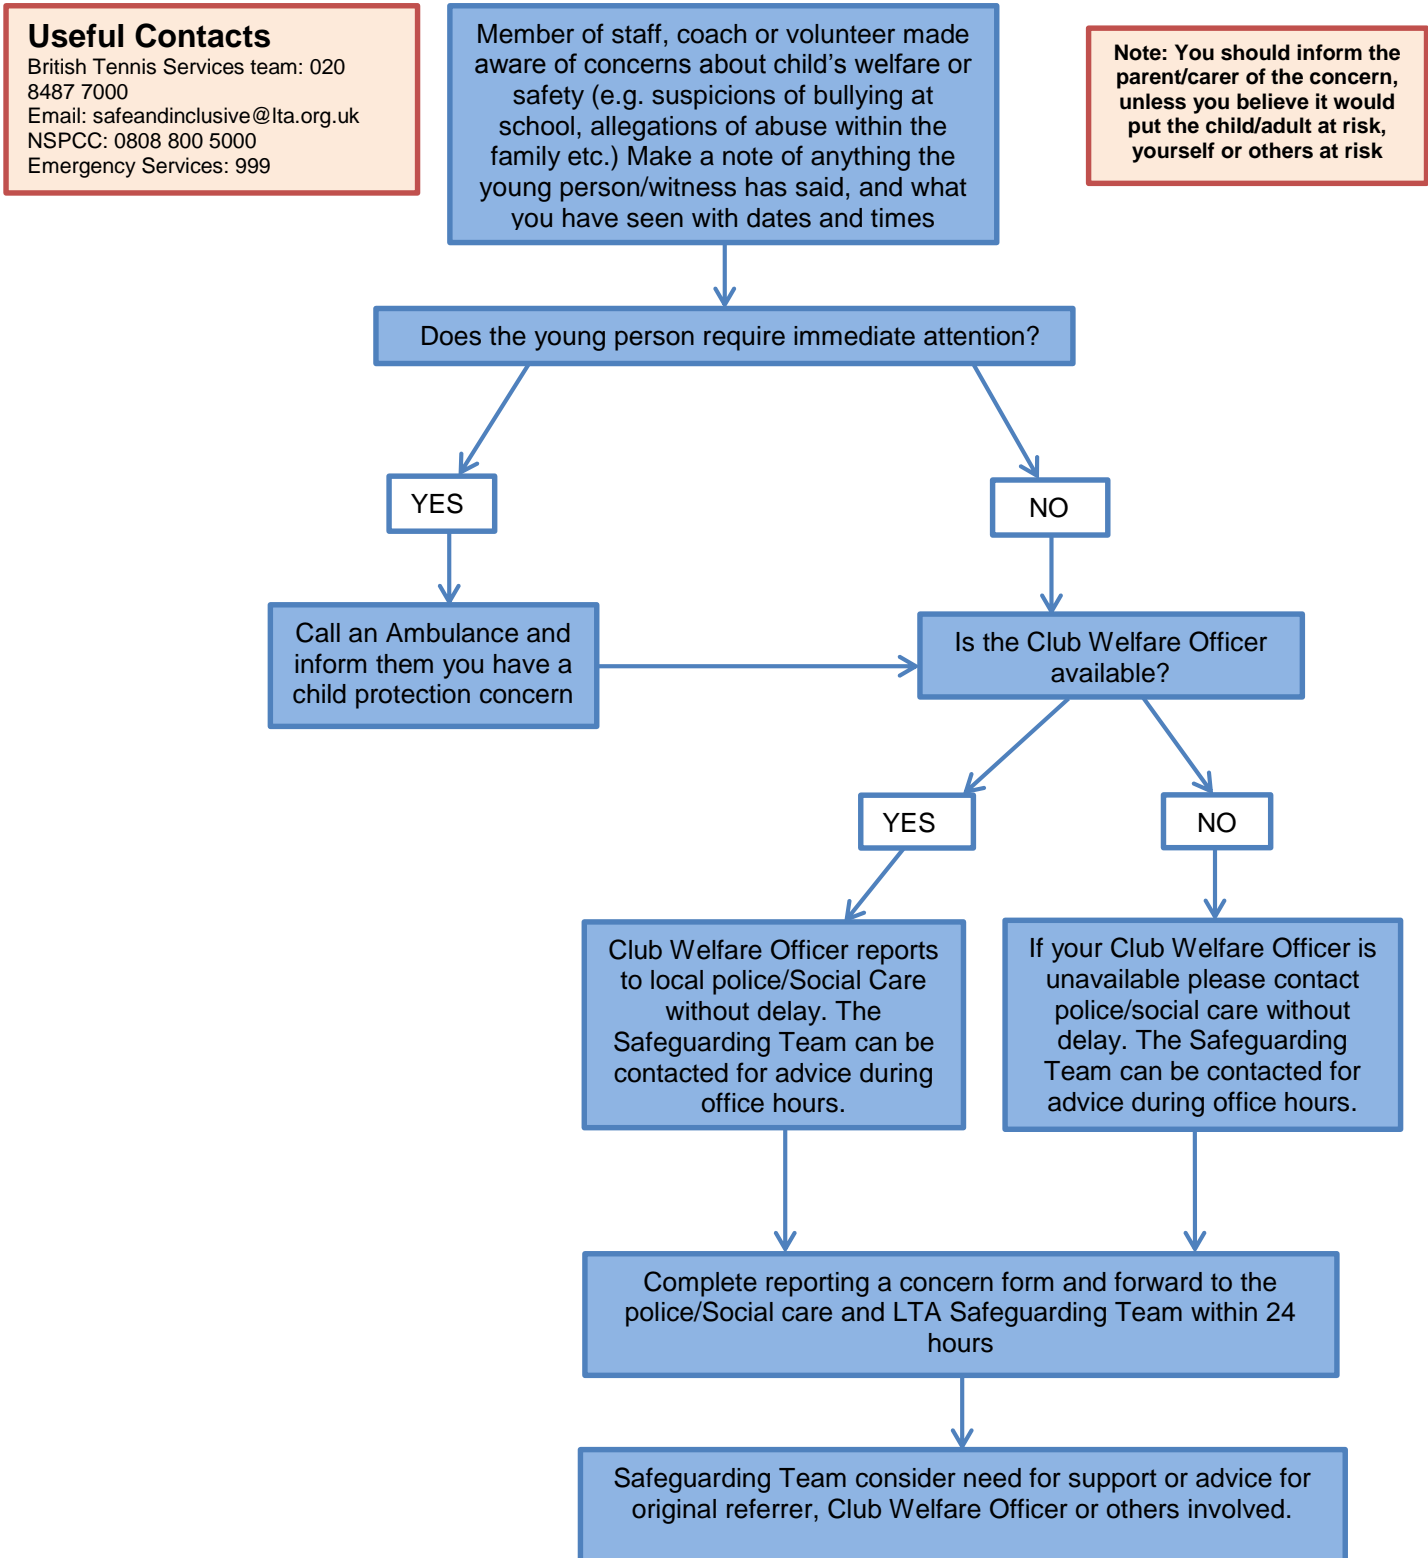 Useful Contacts
British Tennis Services team: 020
8487 7000
Email: safeandinclusive@lta.org.uk
NSPCC: 0808 800 5000
Emergency Services: 999
Member of staff, coach or volunteer made
aware of concerns about child’s welfare or
safety (e.g. suspicions of bullying at
school, allegations of abuse within the
family etc.) Make a note of anything the
young person/witness has said, and what
you have seen with dates and times
Note: You should inform the
parent/carer of the concern,
unless you believe it would
put the child/adult at risk,
yourself or others at risk
Does the young person require immediate attention?
YES
NO
Call an Ambulance and
inform them you have a
child protection concern
Is the Club Welfare Officer
available?
YES
NO
Club Welfare Officer reports
to local police/Social Care
without delay. The
Safeguarding Team can be
contacted for advice during
office hours.
If your Club Welfare Officer is
unavailable please contact
police/social care without
delay. The Safeguarding
Team can be contacted for
advice during office hours.
Complete reporting a concern form and forward to the
police/Social care and LTA Safeguarding Team within 24
hours
Safeguarding Team consider need for support or advice for
original referrer, Club Welfare Officer or others involved.